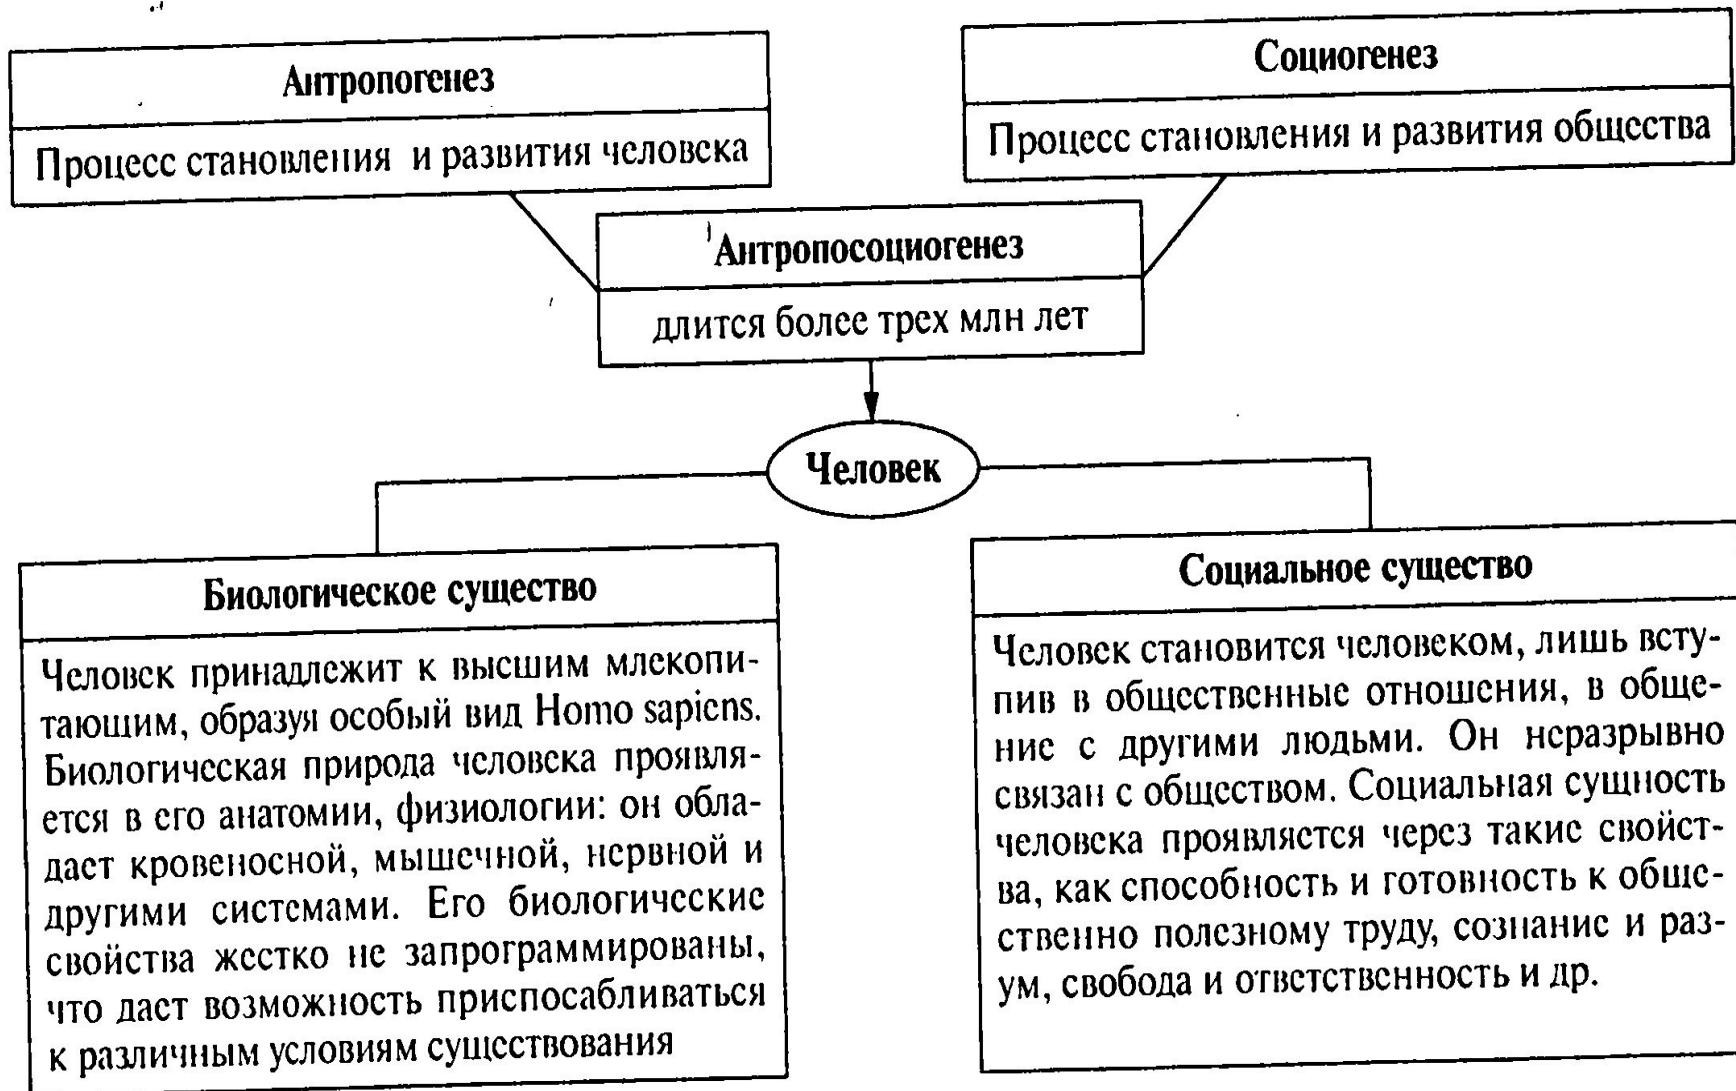 Антропогенез
Процесс становления и развития человека
Социогенез
Процесс становления и развития общества
Антропосоциогенез
длится более трех млн лет
Человек
Биологическое существо
Человек принадлежит к высшим млекопи-
тающим, образуя особый вид Homo sapiens.
Биологическая природа человека проявля-
ется в его анатомии, физиологии: он обла-
дает кровеносной, мышечной, нервной и
другими системами. Его биологические
свойства жестко не запрограммированы,
что дает возможность приспосабливаться
к различным условиям существования
Социальное существо
Человек становится человеком, лишь всту-
пив в общественные отношения, в обще-
ние с другими людьми. Он неразрывно
связан с обществом. Социальная сущность
человека проявляется через такие свойст-
ва, как способность и готовность к обще-
ственно полезному труду, сознание и раз-
ум, свобода и ответственность и др.